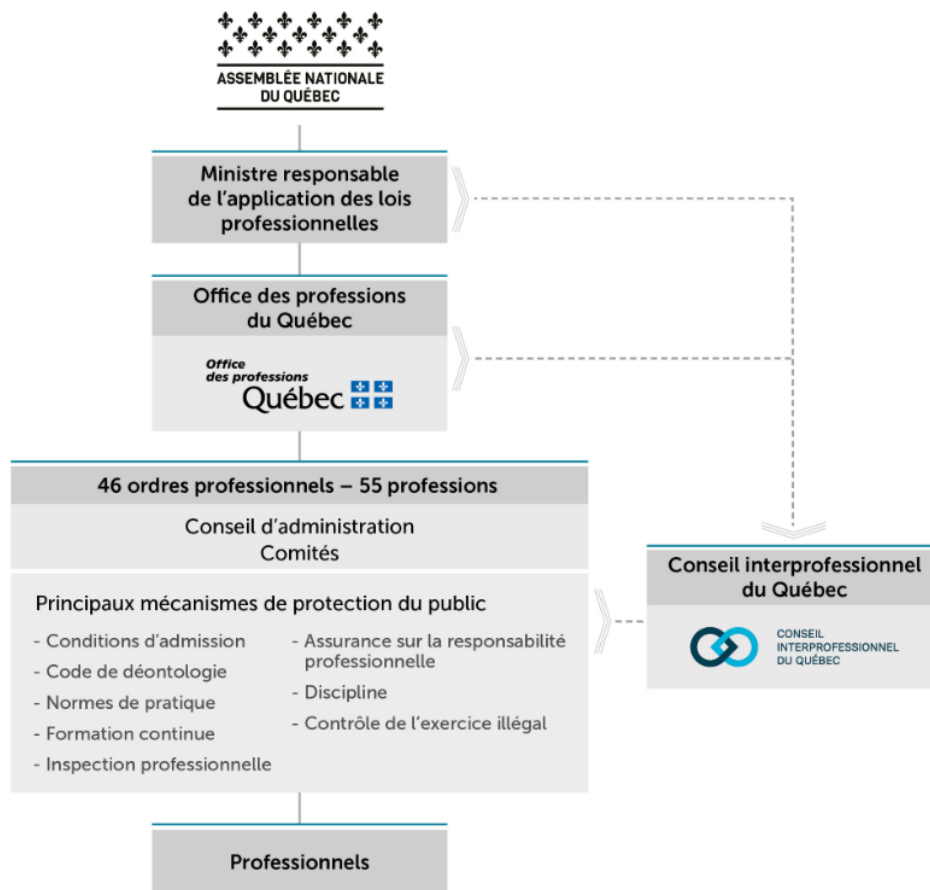 ASSEMBLÉE NATIONALE
DU QUÉBEC
Ministre responsable
de l'application des lois
professionnelles
Office des professions
du Québec
Office
des professions
Québec
46 ordres professionnels – 55 professions
Conseil d'administration
Comités
Principaux mécanismes de protection du public
- Conditions d'admission
- Code de déontologie
- Normes de pratique
- Formation continue
- Inspection professionnelle
- Assurance sur la responsabilité
professionnelle
- Discipline
- Contrôle de l'exercice illégal
Conseil interprofessionnel
du Québec
CONSEIL
INTERPROFESSIONNEL
DU QUÉBEC
Professionnels